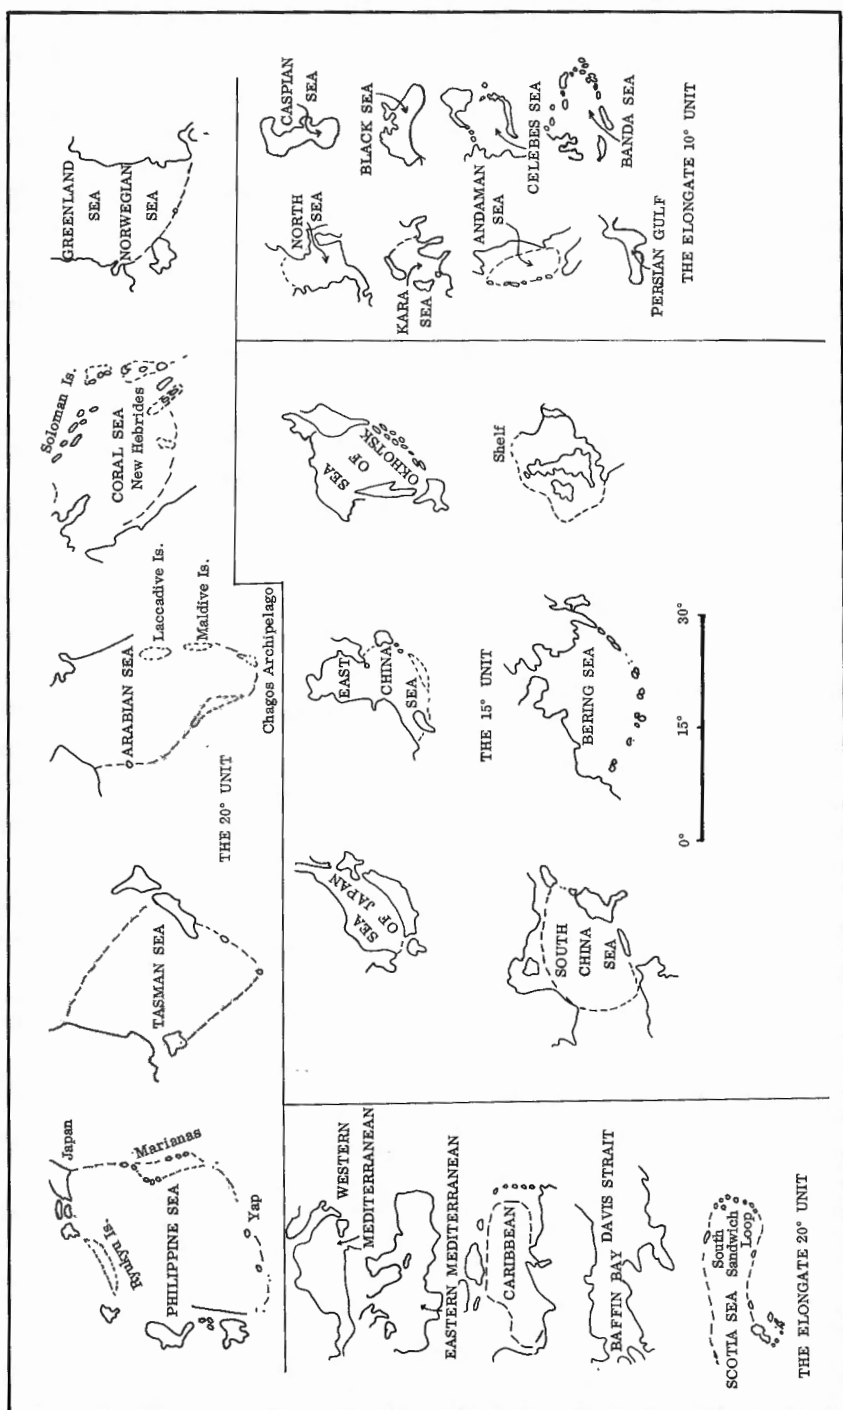 Japan
Marianas
Ryukyu Is.
PHILIPPINE SEA
Yap
TASMAN SEA
THE 20° UNIT
ARABIAN SEA
Laccadive Is.
Maldive Is.
Chagos Archipelago
Soloman Is.
CORAL SEA
New Hebrides
GREENLAND
SEA
NORWEGIAN
SEA
WESTERN
MEDITERRANEAN
EASTERN MEDITERRANEAN
CARIBBEAN
BAFFIN BAY
DAVIS STRAIT
SCOTIA SEA
South
Sandwich
Loop
THE ELONGATE 20° UNIT
SEA
OF
JAPAN
EAST
CHINA
SEA
SEA
OF
OKHOTSK
THE 15° UNIT
SOUTH
CHINA
SEA
BERING SEA
Shelf
0°
15°
30°
NORTH
SEA
CASPIAN
SEA
KARA
SEA
BLACK SEA
ANDAMAN
SEA
CELEBES SEA
PERSIAN GULF
BANDA SEA
THE ELONGATE 10° UNIT